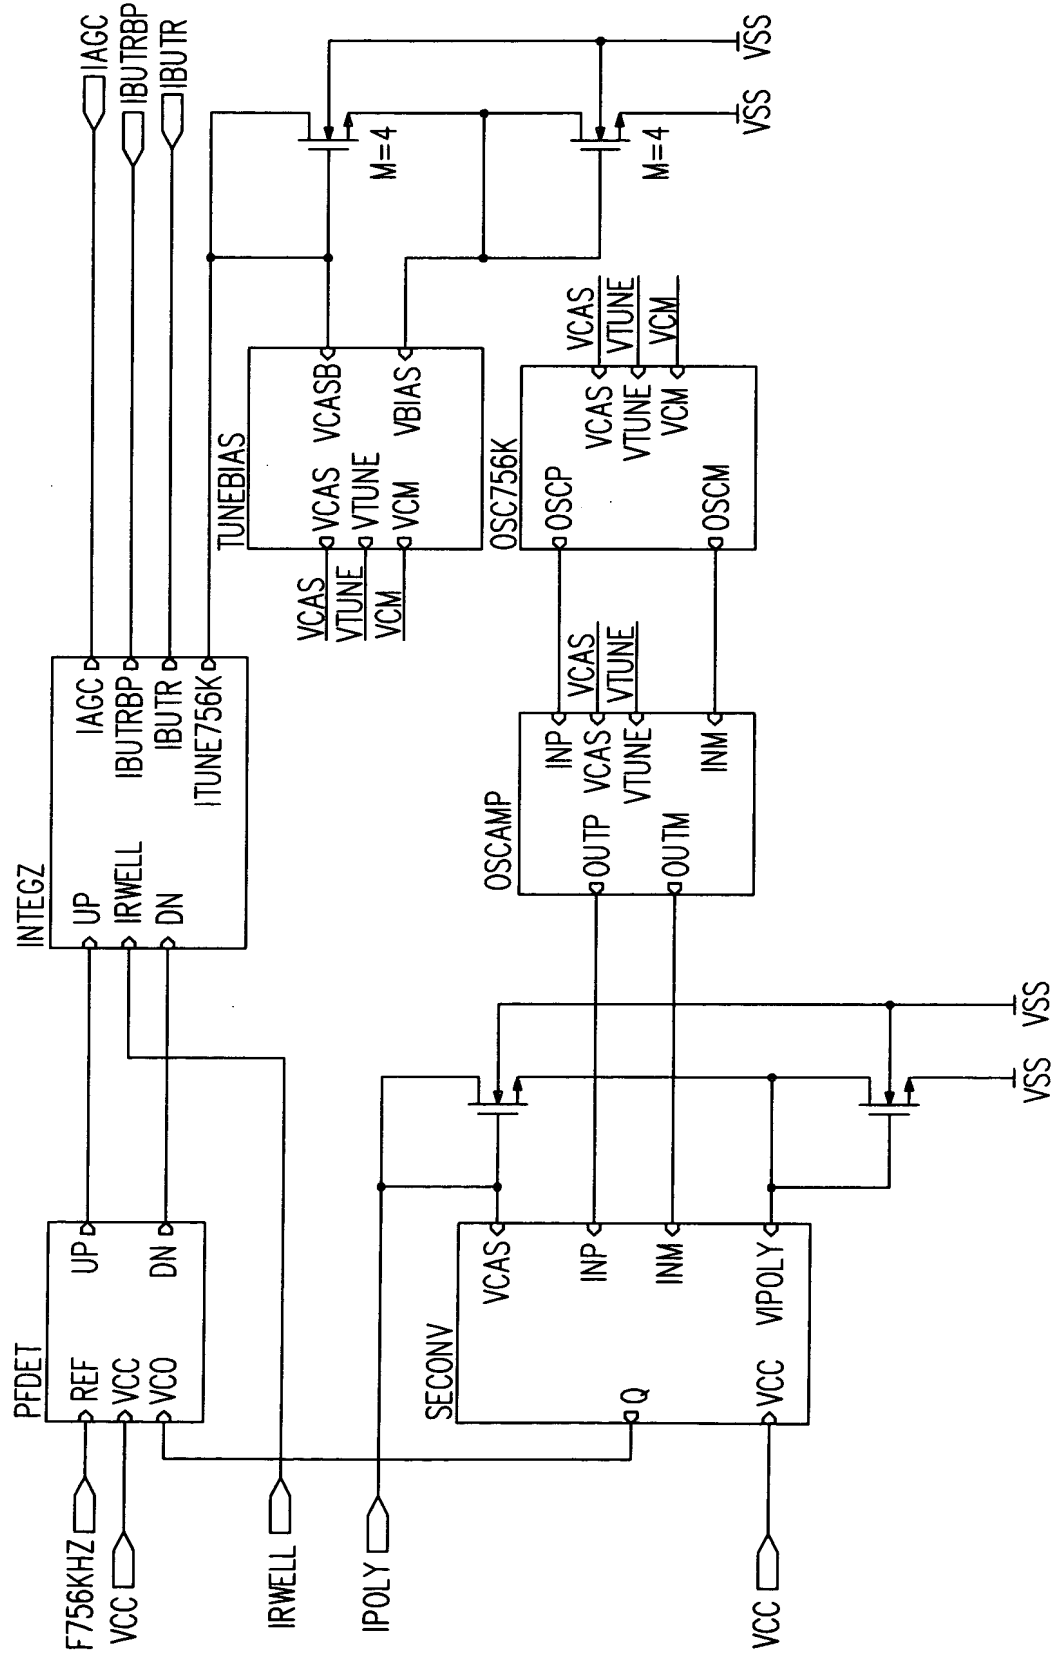 F756KHZ
VCC
IRWELL
IPOLY
VCC
PFDET
REF
VCC
VCO
UP
DN
SECONV
Q
VCC
VCAS
INP
INM
VIPOLY
VSS
VSS
INTEGZ
UP
IRWELL
DN
IAGC
IBUTRBP
IBUTR
ITUNE756K
OSCAMP
OUTP
OUTM
INP
VCAS
VTUNE
INM
VCAS
VTUNE
VCAS
VTUNE
VCM
TUNEBIAS
VCAS
VTUNE
VCM
VCASB
VBIAS
OSC756K
OSCP
OSCM
VCAS
VTUNE
VCM
VCAS
VTUNE
VCM
M=4
M=4
VSS
VSS
IAGC
IBUTRBP
IBUTR